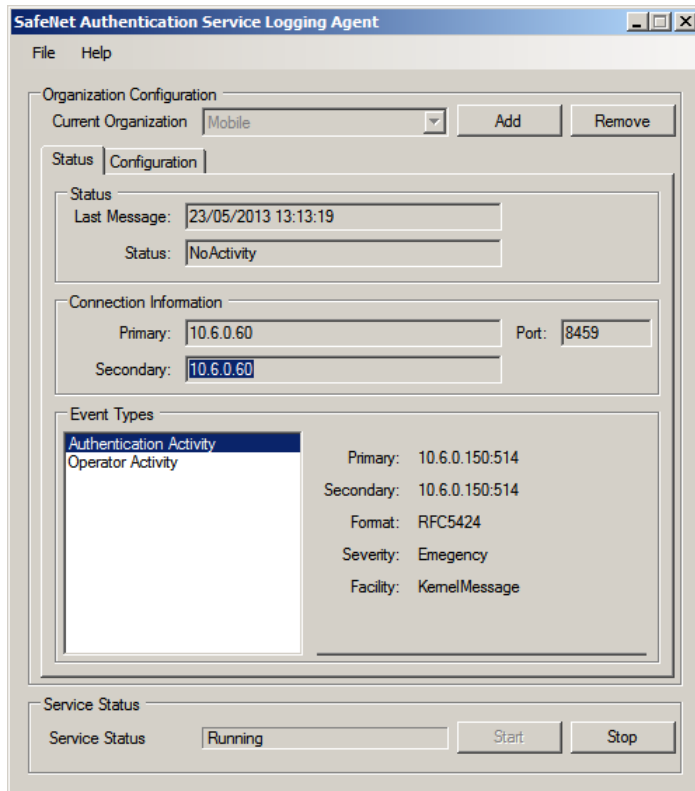 SafeNet Authentication Service Logging Agent
File Help
Organization Configuration
Current Organization Mobile Add Remove
Status Configuration
Status
Last Message: 23/05/2013 13:13:19
Status: NoActivity
Connection Information
Primary: 10.6.0.60 Port: 8459
Secondary: 10.6.0.60
Event Types
Authentication Activity
Operator Activity
Primary: 10.6.0.150:514
Secondary: 10.6.0.150:514
Format: RFC5424
Severity: Emegency
Facility: KernelMessage
Service Status
Service Status Running Start Stop